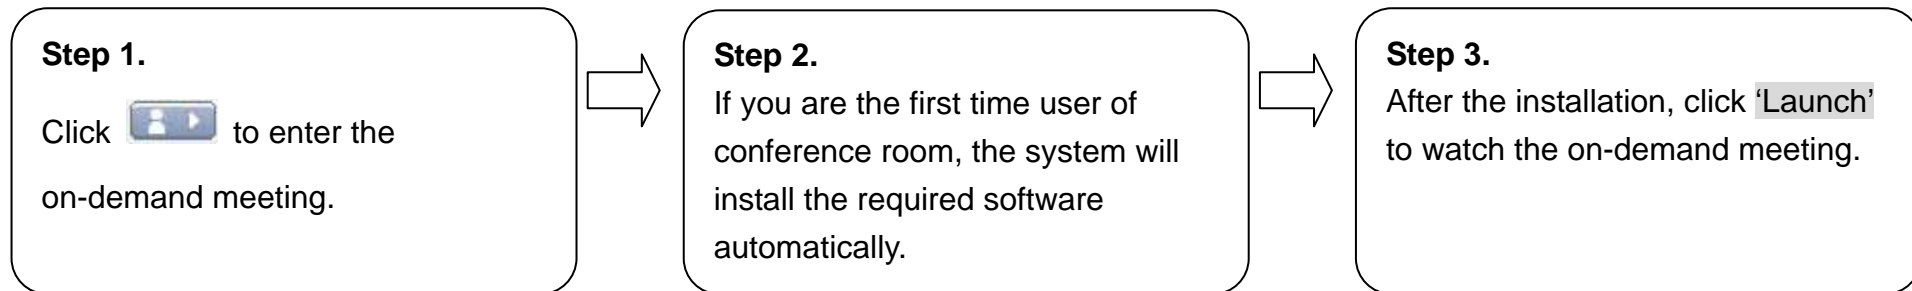 Step 1.
Click to enter the
on-demand meeting.
Step 2.
If you are the first time user of
conference room, the system will
install the required software
automatically.
Step 3.
After the installation, click ‘Launch’
to watch the on-demand meeting.